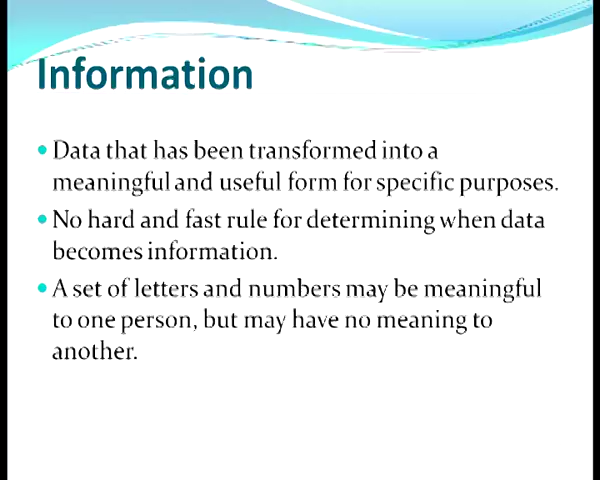 Information
Data that has been transformed into a
meaningful and useful form for specific purposes.
No hard and fast rule for determining when data
becomes information.
A set of letters and numbers may be meaningful
to one person, but may have no meaning to
another.